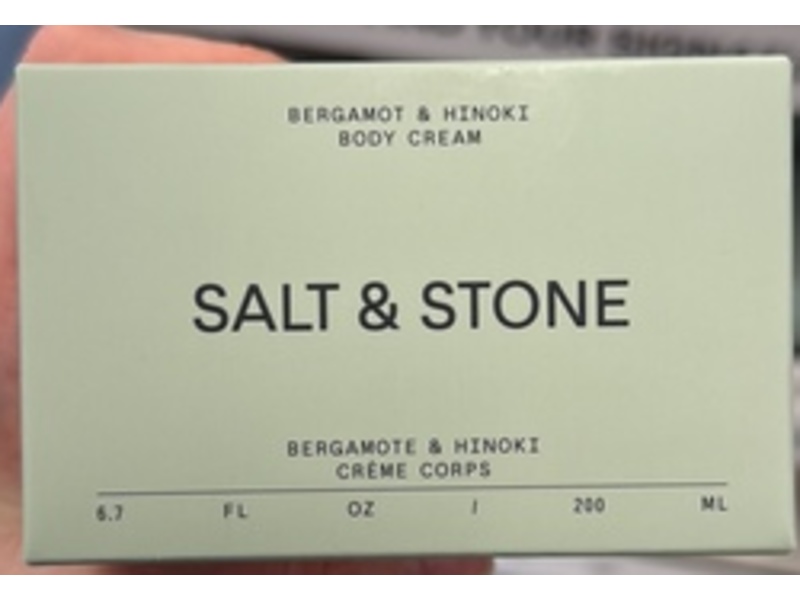 BERGAMOT & HINOKI
BODY CREAM
SALT & STONE
BERGAMOTE & HINOKI
CRÈME CORPS
6.7 FL OZ / 200 ML